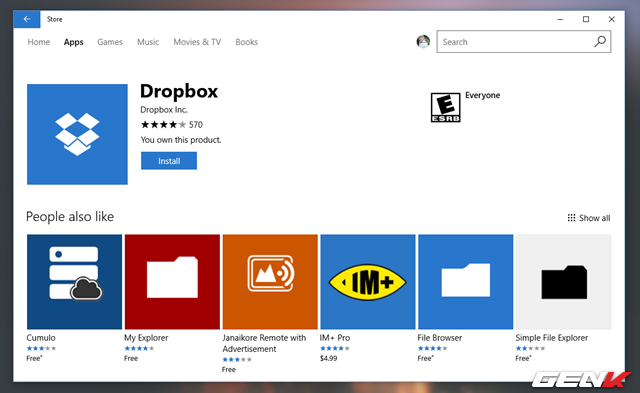 Store
Home Apps Games Music Movies & TV Books
Search
Dropbox
Dropbox Inc.
570
You own this product.
Install
E
ESRB
Everyone
People also like
Show all
IM+
Cumulo
Free*
My Explorer
Free
Janaikore Remote with
Advertisement
Free
IM+ Pro
$4.99
File Browser
Free*
Simple File Explorer
Free*
GENK